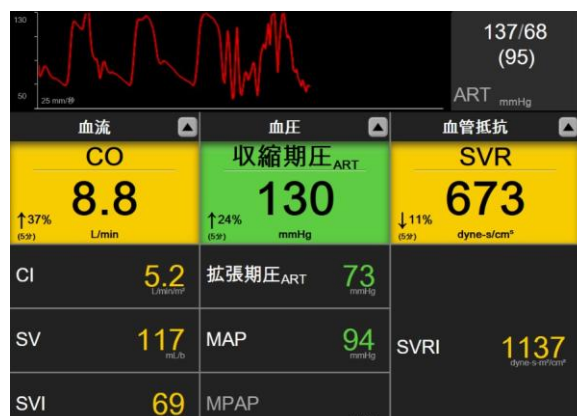 130
137/68
(95)
50
25 mm/秒
ART mmHg
血流
血圧
血管抵抗
CO
収縮期圧ART
SVR
8.8
130
673
↑37%
(5分)
L/min
↑24%
(5分)
mmHg
↓11%
(5分)
dyne-s/cm⁵
CI 5.2
L/min/m²
拡張期圧ART 73
mmHg
SV 117
mL/b
MAP 94
mmHg
SVRI 1137
dyne-s-m²/cm⁵
SVI 69
MPAP